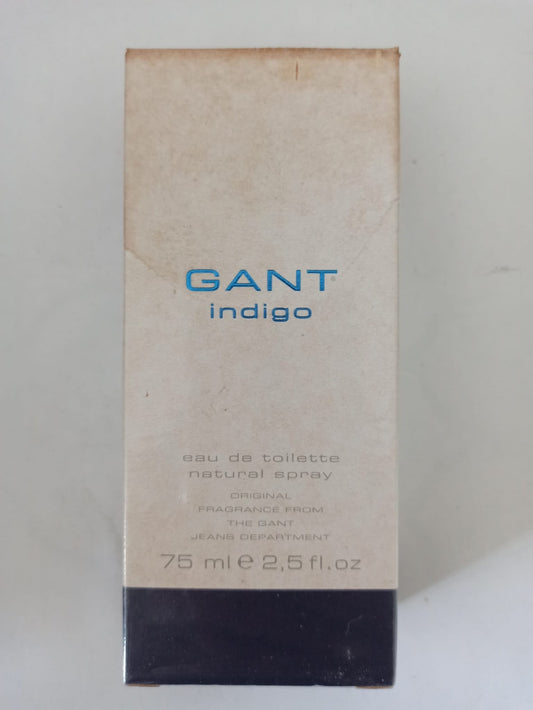 GANT
indigo
eau de toilette
natural spray
ORIGINAL
FRAGRANCE FROM
THE GANT
JEANS DEPARTMENT
75 ml e 2,5 fl.oz